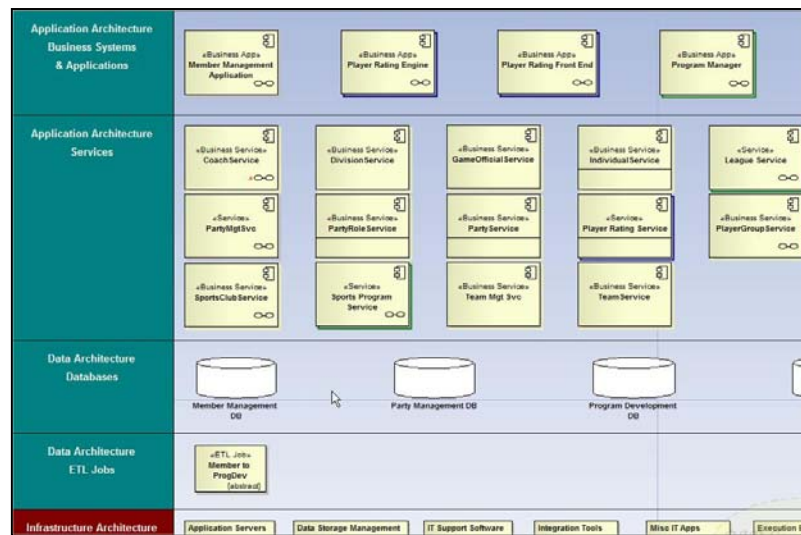 Application Architecture
Business Systems
& Applications
«Business App»
Member Management
Application
«Business App»
Player Rating Engine
«Business App»
Player Rating Front End
«Business App»
Program Manager
Application Architecture
Services
«Business Service»
CoachService
«Business Service»
DivisionService
«Business Service»
GameOfficialService
«Business Service»
IndividualService
«Service»
League Service
«Service»
PartyMgtSvc
«Business Service»
PartyRoleService
«Business Service»
PartyService
«Service»
Player Rating Service
«Business Service»
PlayerGroupService
«Business Service»
SportsClubService
«Service»
Sports Program
Service
«Business Service»
Team Mgt Svc
«Business Service»
TeamService
Data Architecture
Databases
Member Management
DB
Party Management DB
Program Development
DB
Data Architecture
ETL Jobs
«ETL Job»
Member to
ProgDev
{abstract}
Infrastructure Architecture
Application Servers
Data Storage Management
IT Support Software
Integration Tools
Misc IT Apps
Execution